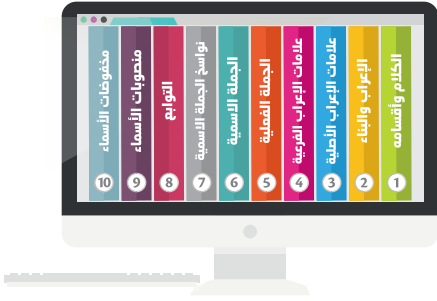 الكلام وأقسامه
1
الإعراب والبناء
2
علامات الإعراب الأصلية
3
علامات الإعراب الفرعية
4
الجملة الفعلية
5
الجملة الاسمية
6
نواسخ الجملة الاسمية
7
التوابع
8
منصوبات الأسماء
9
مخفوضات الأسماء
10